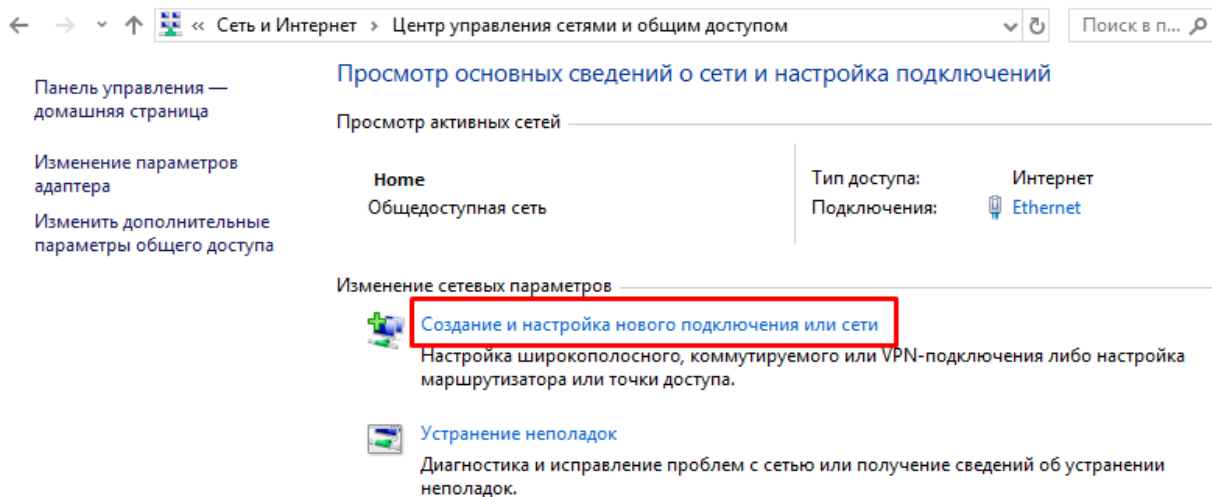 « Сеть и Интернет › Центр управления сетями и общим доступом
Поиск в п...
Панель управления —
домашняя страница
Изменение параметров
адаптера
Изменить дополнительные
параметры общего доступа
Просмотр основных сведений о сети и настройка подключений
Просмотр активных сетей
Home
Общедоступная сеть
Тип доступа: Интернет
Подключения: Ethernet
Изменение сетевых параметров
Создание и настройка нового подключения или сети
Настройка широкополосного, коммутируемого или VPN-подключения либо настройка
маршрутизатора или точки доступа.
Устранение неполадок
Диагностика и исправление проблем с сетью или получение сведений об устранении
неполадок.